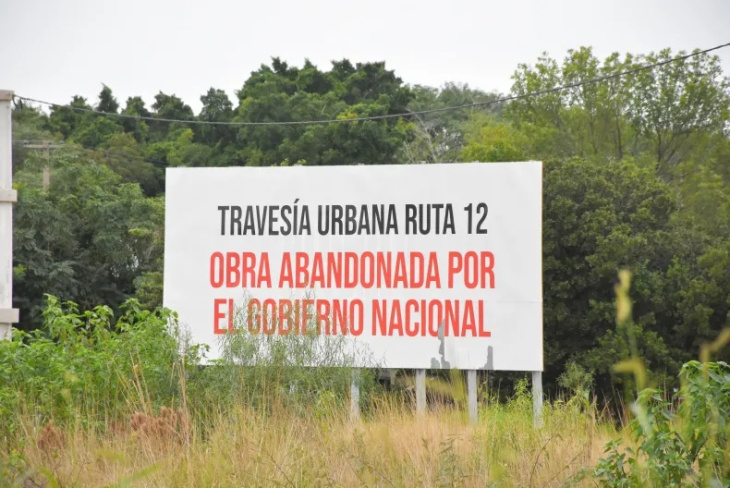 TRAVESÍA URBANA RUTA 12
OBRA ABANDONADA POR
EL GOBIERNO NACIONAL